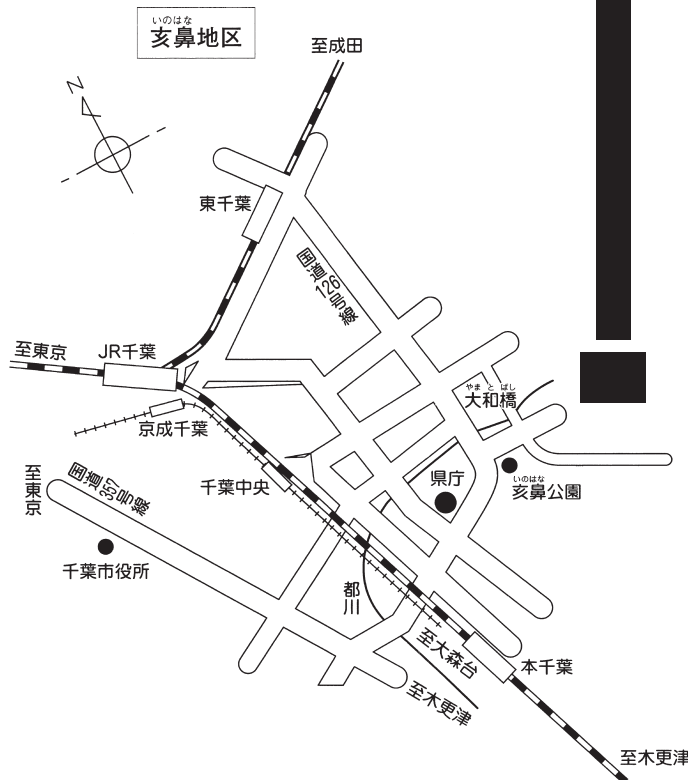 いのはな
亥鼻地区
至成田
N
東千葉
国道126号線
至東京
JR千葉
京成千葉
やまとばし
大和橋
千葉中央
県庁
いのはな
亥鼻公園
至東京
国道357号線
千葉市役所
都川
至大森台
本千葉
至木更津
至木更津